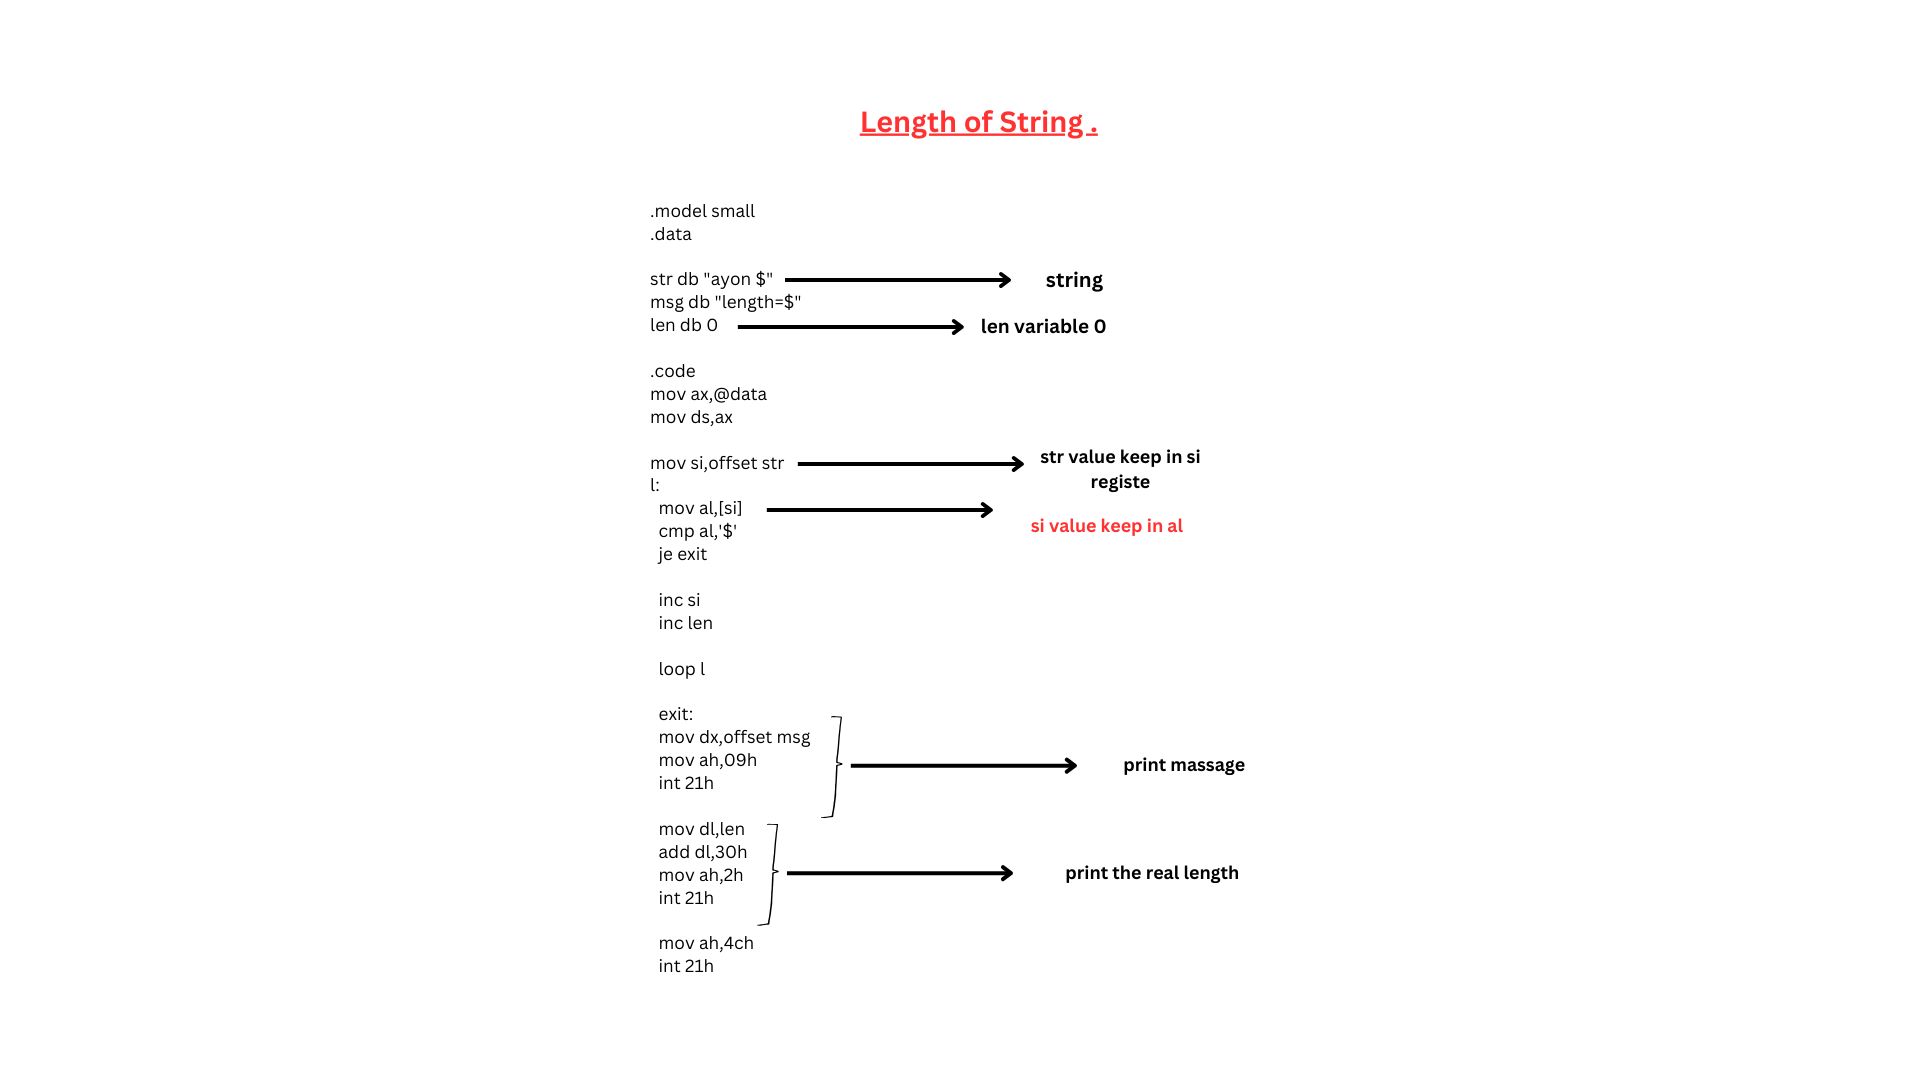 Length of String .
.model small
.data
str db "ayon $"
string
msg db "length=$"
len db 0
len variable 0
.code
mov ax,@data
mov ds,ax
mov si,offset str
str value keep in si
registe
l:
mov al,[si]
si value keep in al
cmp al,'$'
je exit
inc si
inc len
loop l
exit:
mov dx,offset msg
mov ah,09h
int 21h
print massage
mov dl,len
add dl,30h
mov ah,2h
int 21h
print the real length
mov ah,4ch
int 21h